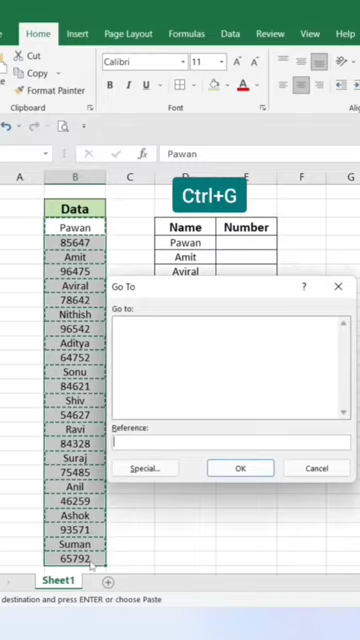 File Home Insert Page Layout Formulas Data Review View Help
Cut
Copy
Format Painter
Clipboard
Calibri 11 A A
B I U A
Font
fx Pawan
A B C D E F G
Ctrl+G
Data
Name Number
Pawan
Pawan
85647
Amit
Amit
96475
Aviral
Aviral
78642
Nithish
96542
Aditya
64752
Sonu
84621
Shiv
54627
Ravi
84328
Suraj
75485
Anil
46259
Ashok
93571
Suman
65792
Go To
? ×
Go to:
Reference:
Special...
OK
Cancel
Sheet1
destination and press ENTER or choose Paste